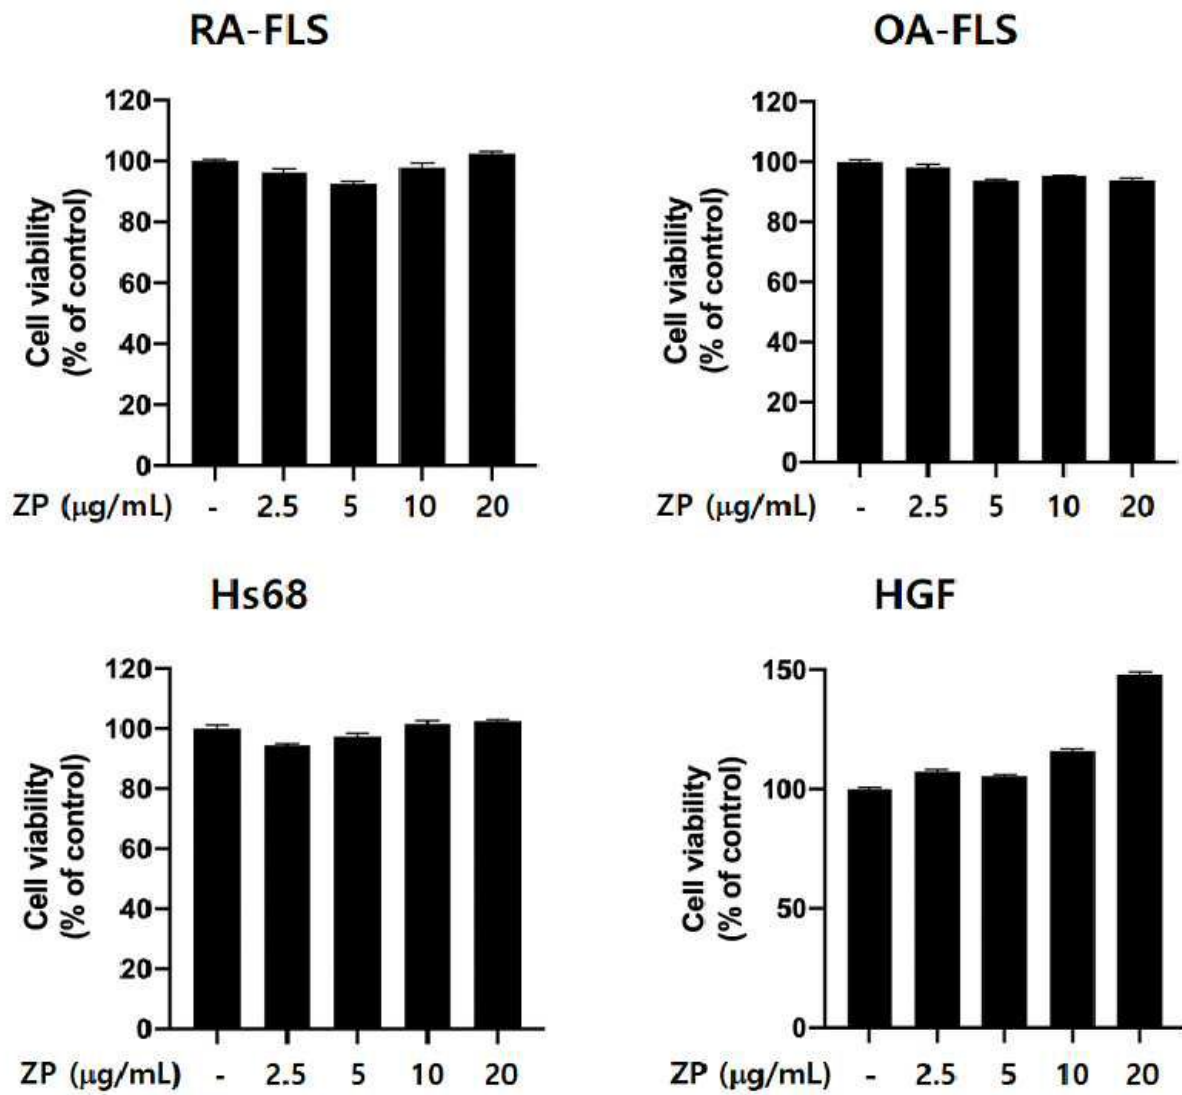 RA-FLS
120
100
80
60
40
20
0
Cell viability
(% of control)
ZP (μg/mL) - 2.5 5 10 20
OA-FLS
120
100
80
60
40
20
0
Cell viability
(% of control)
ZP (μg/mL) - 2.5 5 10 20
Hs68
120
100
80
60
40
20
0
Cell viability
(% of control)
ZP (μg/mL) - 2.5 5 10 20
HGF
150
100
50
0
Cell viability
(% of control)
ZP (μg/mL) - 2.5 5 10 20